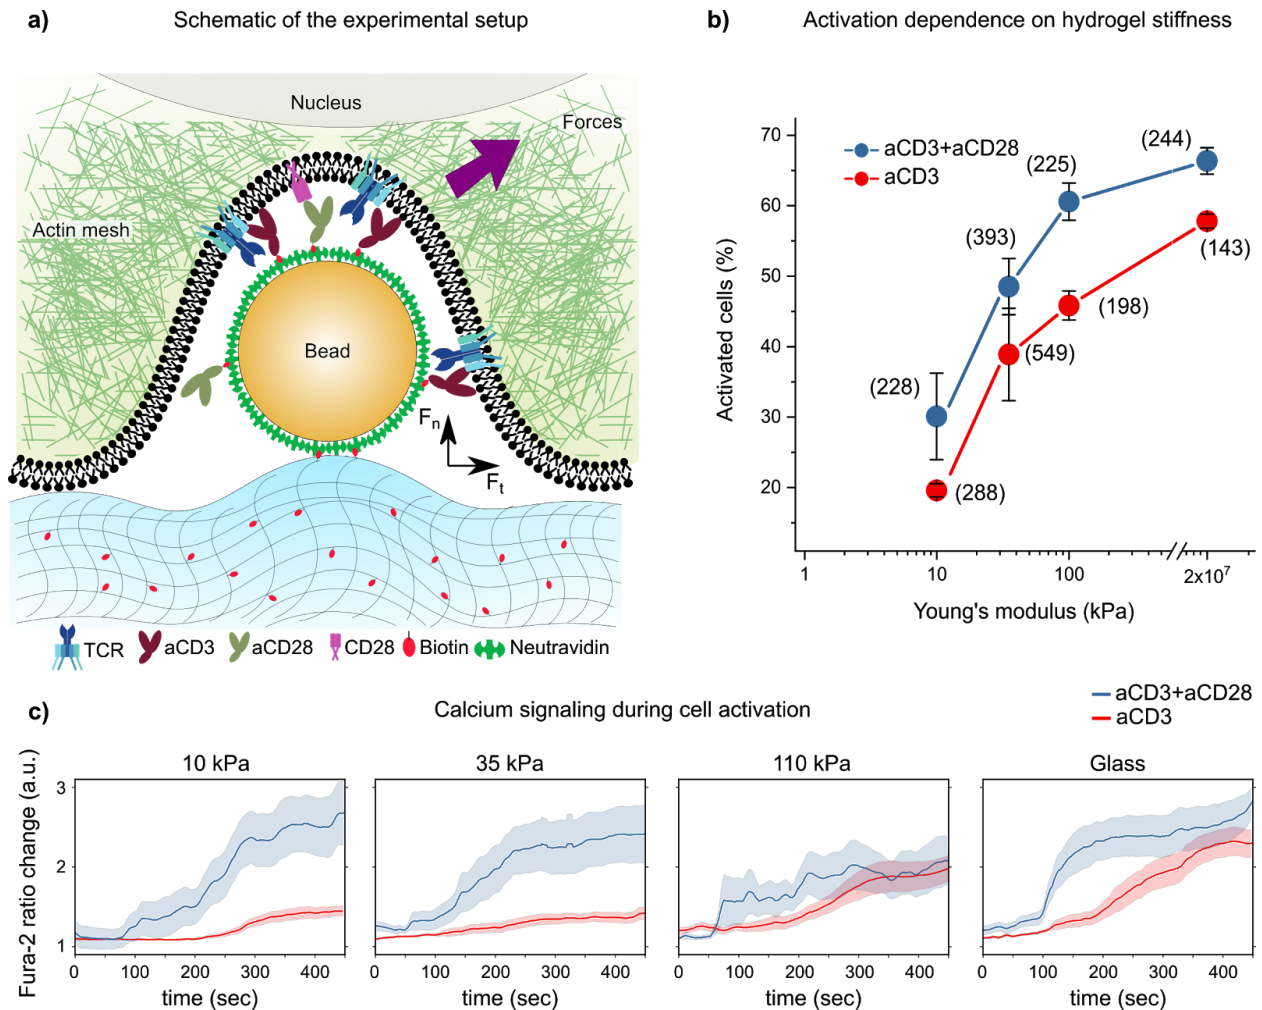 a)
Schematic of the experimental setup
Nucleus
Forces
Actin mesh
Bead
Fn
Ft
TCR
aCD3
aCD28
CD28
Biotin
Neutravidin
b)
Activation dependence on hydrogel stiffness
Activated cells (%)
70
60
50
40
30
20
aCD3+aCD28
aCD3
(228)
(393)
(225)
(244)
(288)
(549)
(198)
(143)
1
10
100
2x10⁷
Young's modulus (kPa)
c)
Calcium signaling during cell activation
aCD3+aCD28
aCD3
Fura-2 ratio change (a.u.)
10 kPa
3
2
1
0 100 200 300 400
time (sec)
35 kPa
0 100 200 300 400
time (sec)
110 kPa
0 100 200 300 400
time (sec)
Glass
0 100 200 300 400
time (sec)